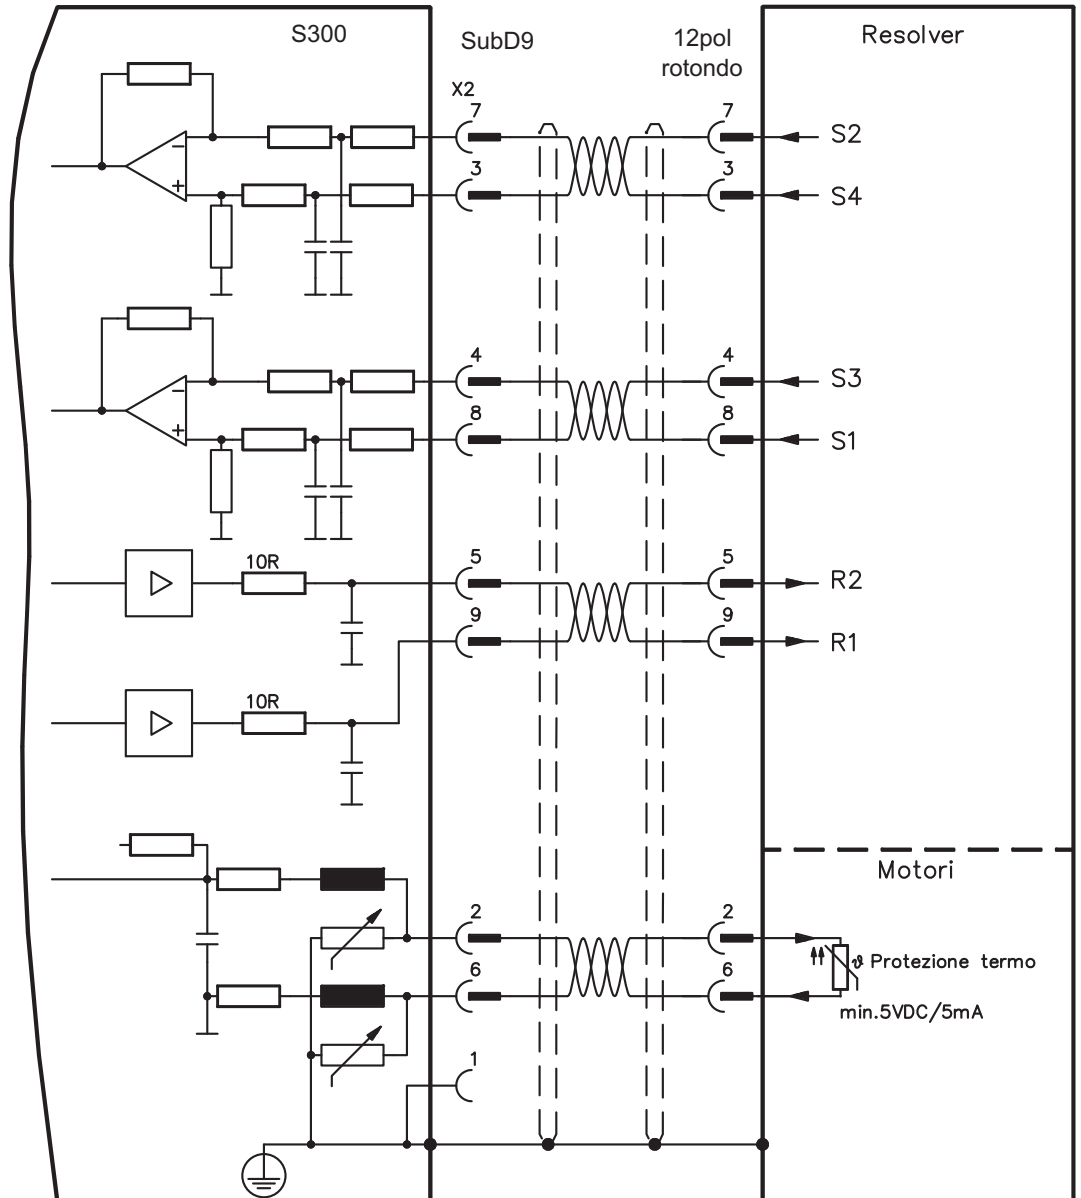 S300
SubD9
12pol
rotondo
Resolver
X2
7
7
S2
3
3
S4
4
4
S3
8
8
S1
10R
5
5
R2
9
9
R1
10R
Motori
2
2
ϑ Protezione termo
6
6
min.5VDC/5mA
1